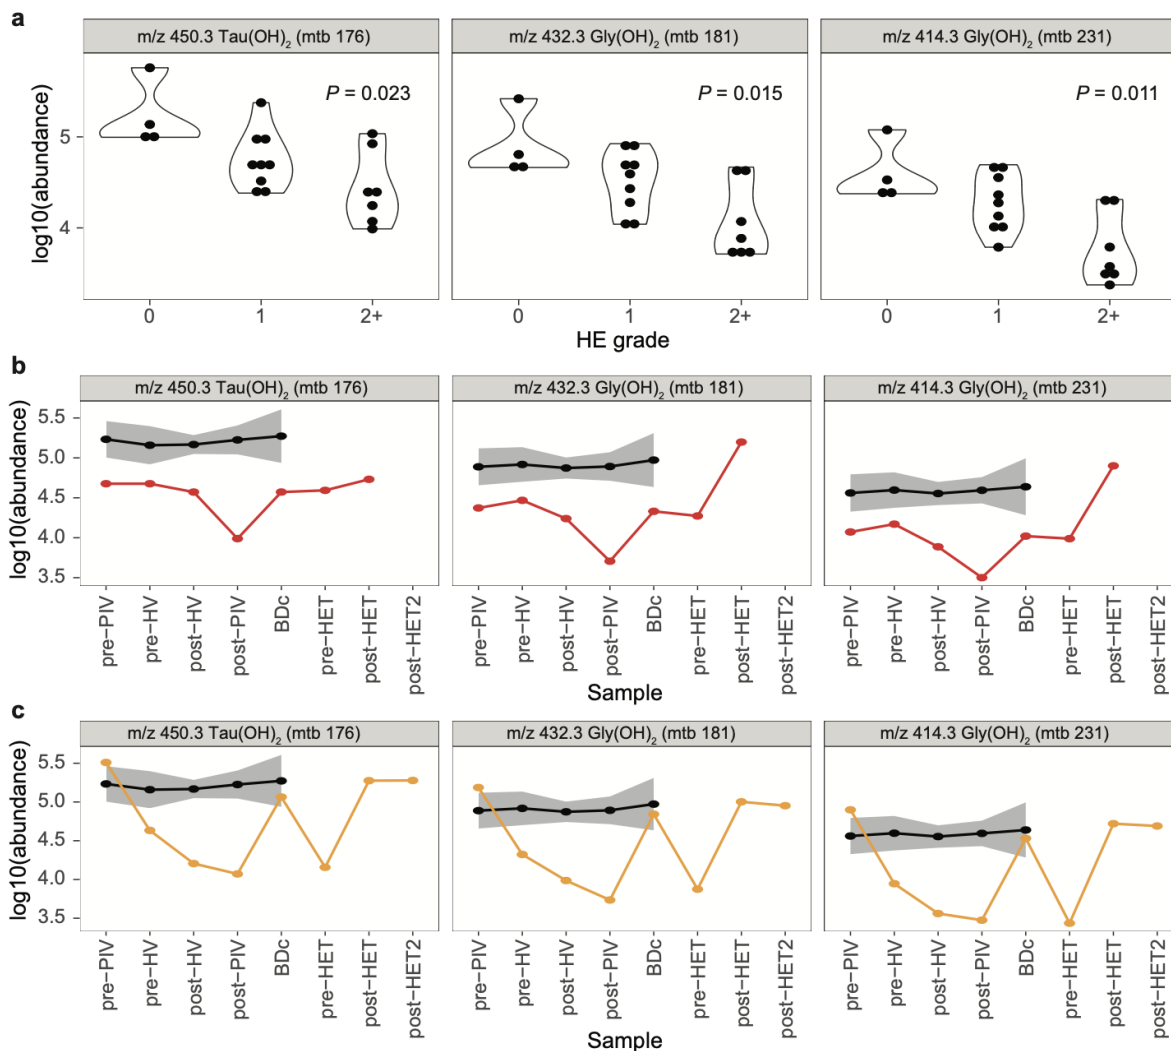 a
m/z 450.3 Tau(OH)₂ (mtb 176)
m/z 432.3 Gly(OH)₂ (mtb 181)
m/z 414.3 Gly(OH)₂ (mtb 231)
log10(abundance)
5
4
P = 0.023
P = 0.015
P = 0.011
0 1 2+
0 1 2+
0 1 2+
HE grade
b
m/z 450.3 Tau(OH)₂ (mtb 176)
m/z 432.3 Gly(OH)₂ (mtb 181)
m/z 414.3 Gly(OH)₂ (mtb 231)
log10(abundance)
5.5
5.0
4.5
4.0
3.5
pre−PIV pre−HV post−HV post−PIV BDc pre−HET post−HET post−HET2
pre−PIV pre−HV post−HV post−PIV BDc pre−HET post−HET post−HET2
pre−PIV pre−HV post−HV post−PIV BDc pre−HET post−HET post−HET2
Sample
c
m/z 450.3 Tau(OH)₂ (mtb 176)
m/z 432.3 Gly(OH)₂ (mtb 181)
m/z 414.3 Gly(OH)₂ (mtb 231)
log10(abundance)
5.5
5.0
4.5
4.0
3.5
pre−PIV pre−HV post−HV post−PIV BDc pre−HET post−HET post−HET2
pre−PIV pre−HV post−HV post−PIV BDc pre−HET post−HET post−HET2
pre−PIV pre−HV post−HV post−PIV BDc pre−HET post−HET post−HET2
Sample